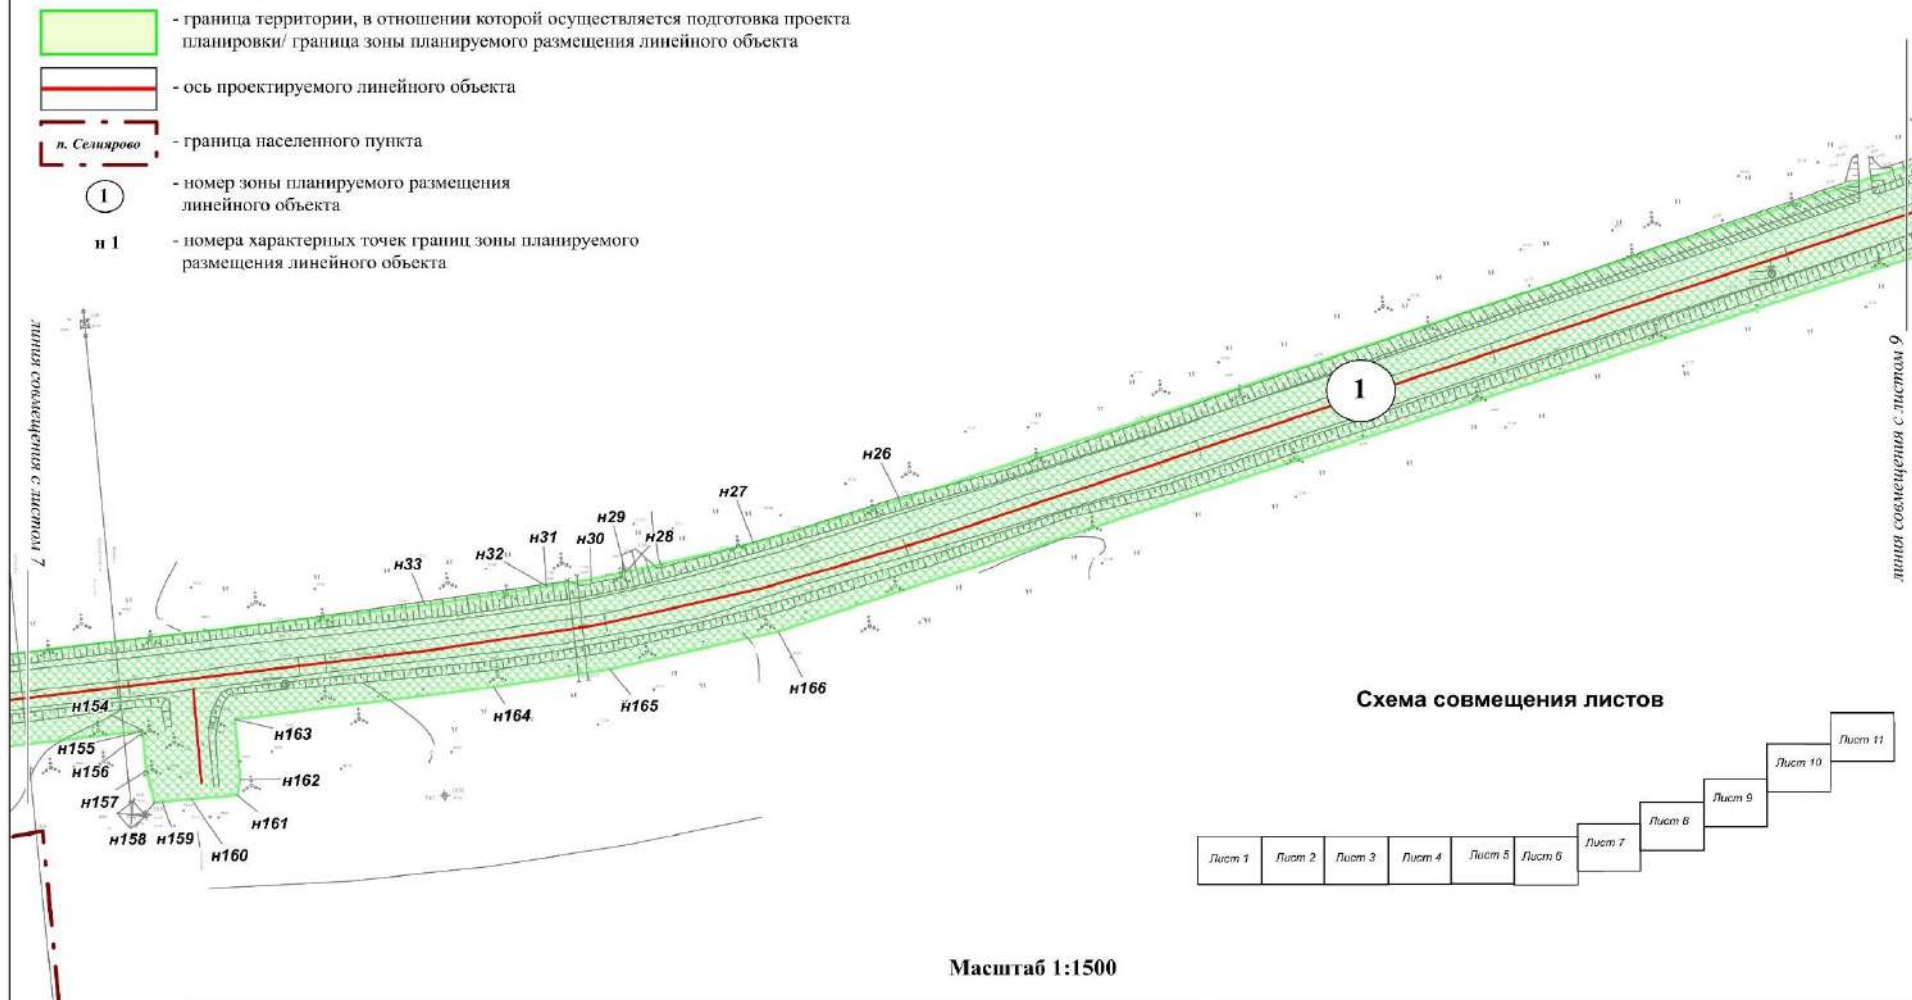 - граница территории, в отношении которой осуществляется подготовка проекта
планировки/ граница зоны планируемого размещения линейного объекта
- ось проектируемого линейного объекта
п. Селиярово
- граница населенного пункта
1
- номер зоны планируемого размещения
линейного объекта
н 1
- номера характерных точек границ зоны планируемого
размещения линейного объекта
линия совмещения с листом 7
линия совмещения с листом 9
1
н26
н27
н29
н28
н31
н30
н32
н33
н154
н155
н156
н157
н158
н159
н160
н161
н162
н163
н164
н165
н166
Схема совмещения листов
Лист 1
Лист 2
Лист 3
Лист 4
Лист 5
Лист 6
Лист 7
Лист 8
Лист 9
Лист 10
Лист 11
Масштаб 1:1500